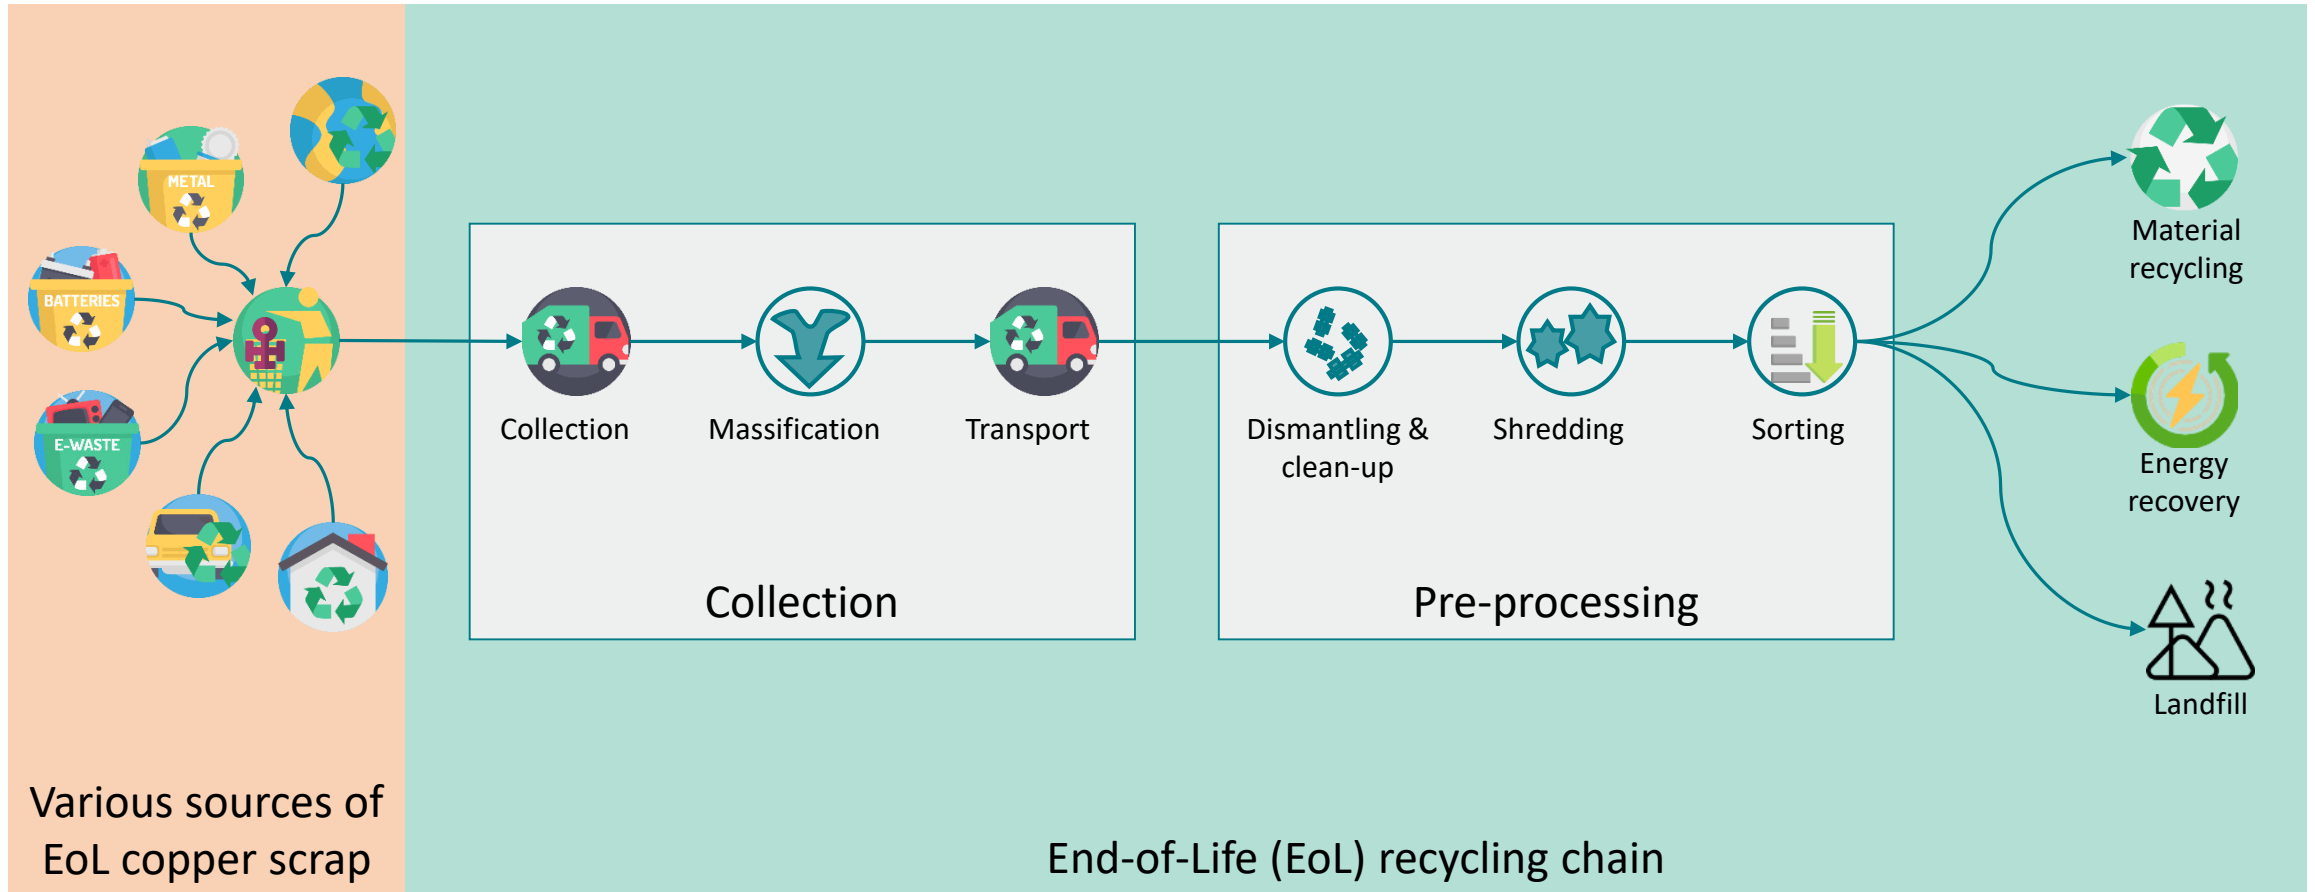 METAL
BATTERIES
E-WASTE
Various sources of
EoL copper scrap
Collection
Massification
Transport
Collection
Dismantling &
clean-up
Shredding
Sorting
Pre-processing
Material
recycling
Energy
recovery
Landfill
End-of-Life (EoL) recycling chain